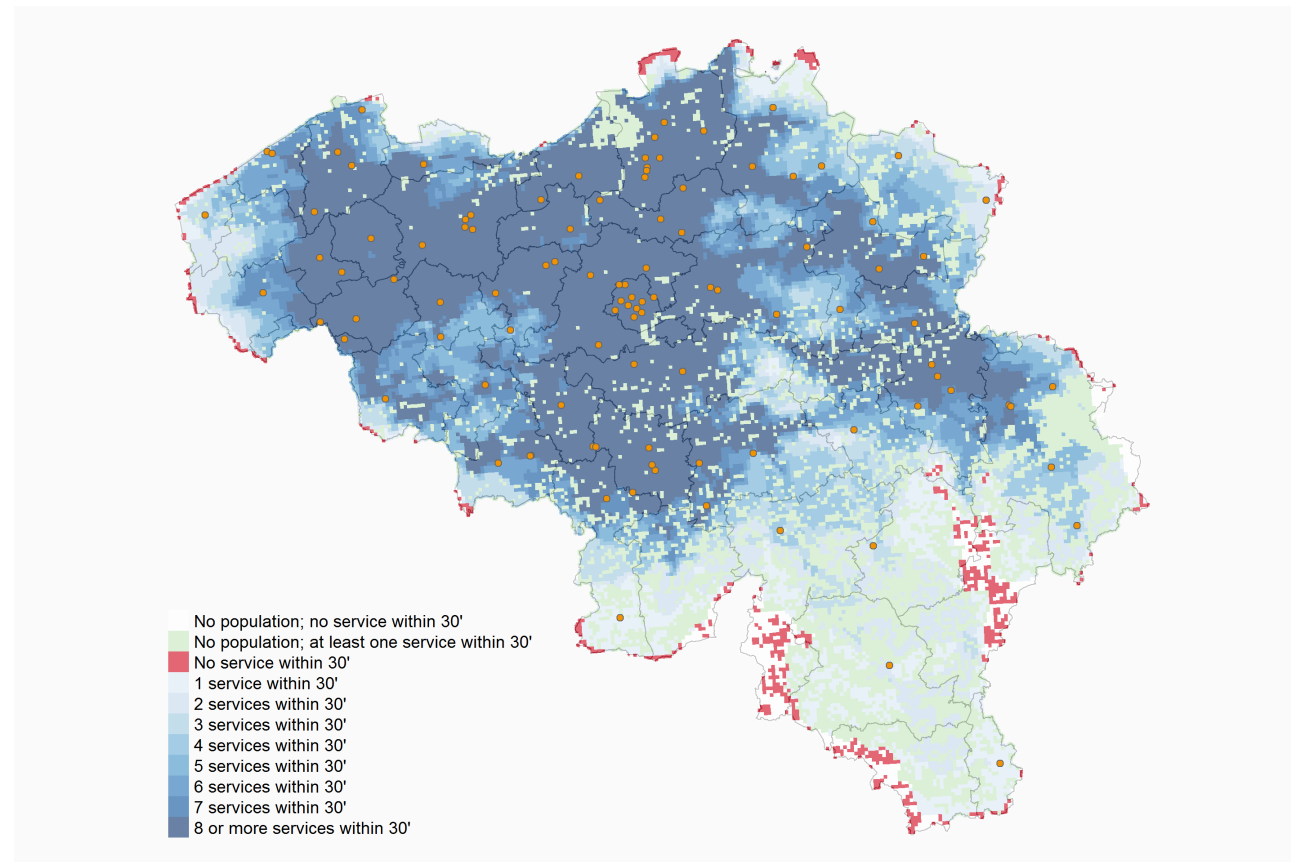 No population; no service within 30'
No population; at least one service within 30'
No service within 30'
1 service within 30'
2 services within 30'
3 services within 30'
4 services within 30'
5 services within 30'
6 services within 30'
7 services within 30'
8 or more services within 30'